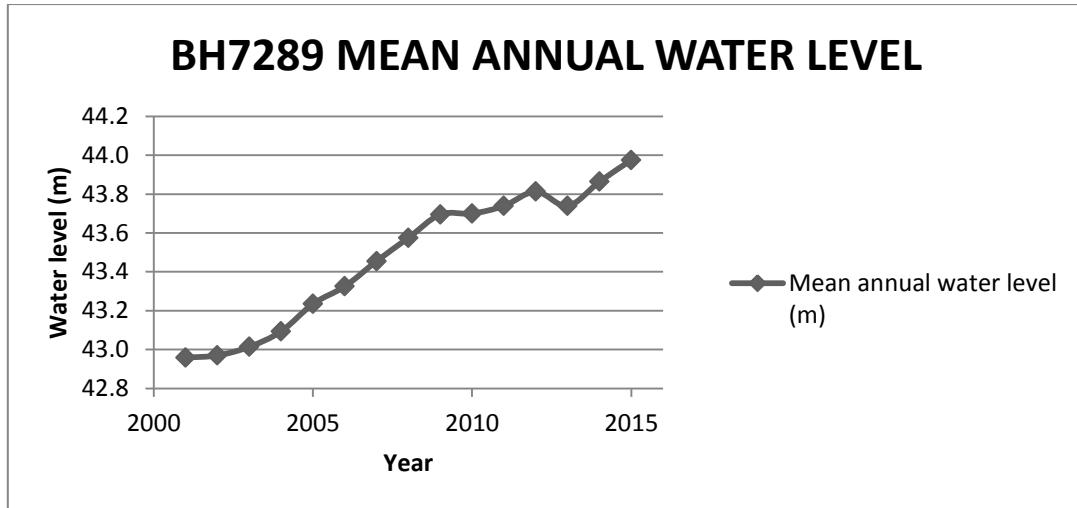 BH7289 MEAN ANNUAL WATER LEVEL
44.2
44.0
43.8
43.6
43.4
43.2
43.0
42.8
Water level (m)
2000 2005 2010 2015
Year
Mean annual water level
(m)